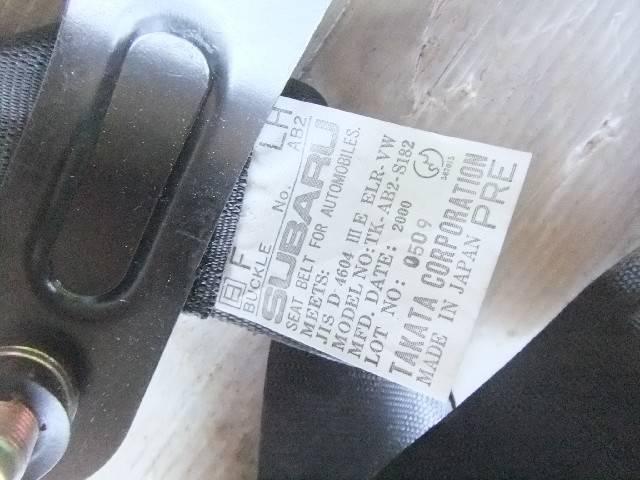 回 F LH
BUCKLE No. AB2
SUBARU
SEAT BELT FOR AUTOMOBILES.
MEETS:
JIS D 4604 III E ELR-VW
MODEL NO:TK-AB2-S182
MFD. DATE: 2000
LOT NO: 0509
TAKATA CORPORATION
MADE IN JAPAN PRE